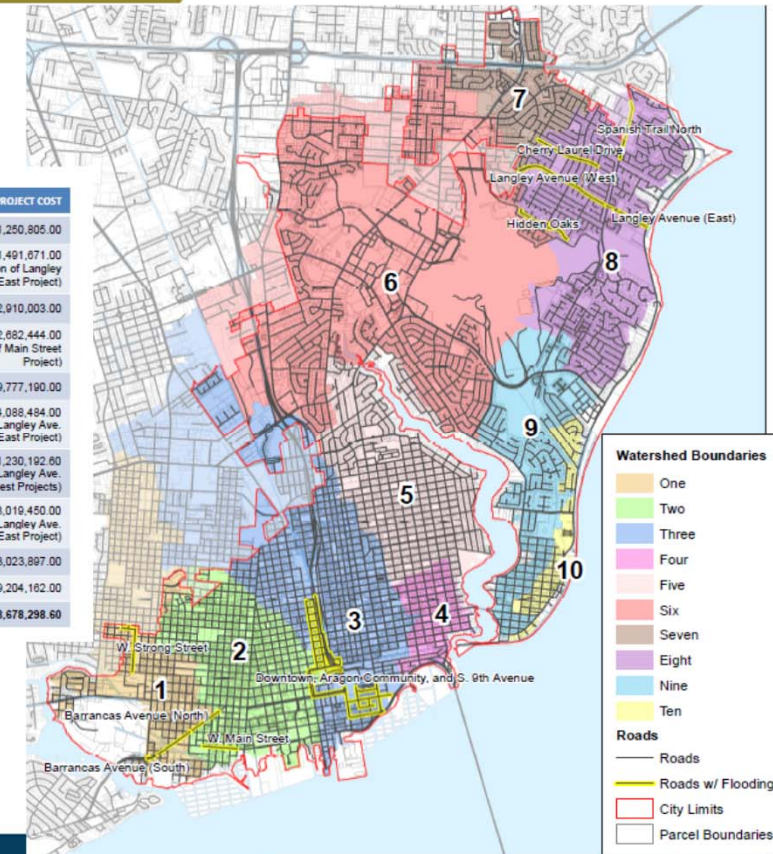 PROJECT COST
,250,805.00
,491,671.00
on of Langley
East Project)
2,910,003.00
2,682,444.00
Main Street
Project)
9,777,190.00
,088,484.00
Langley Ave.
East Project)
,230,192.60
Langley Ave.
est Projects)
,019,450.00
Langley Ave.
East Project)
,023,897.00
,204,162.00
,678,298.60
7
Spanish Trail North
Cherry Laurel Drive
Langley Avenue (West)
Langley Avenue (East)
Hidden Oaks
8
6
9
5
10
4
3
2
W. Strong Street
1
Downtown, Aragon Community, and S. 9th Avenue
Barrancas Avenue (North)
W. Main Street
Barrancas Avenue (South)
Watershed Boundaries
One
Two
Three
Four
Five
Six
Seven
Eight
Nine
Ten
Roads
Roads
Roads w/ Flooding
City Limits
Parcel Boundaries